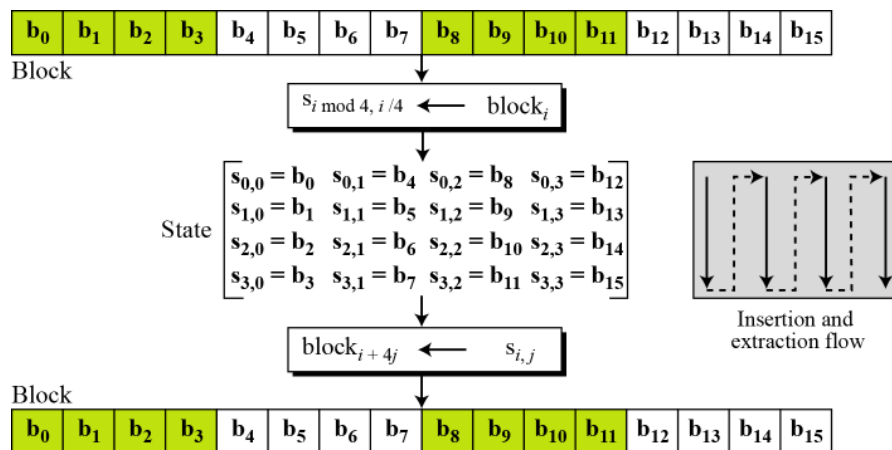 b₀ b₁ b₂ b₃ b₄ b₅ b₆ b₇ b₈ b₉ b₁₀ b₁₁ b₁₂ b₁₃ b₁₄ b₁₅
Block
s i mod 4, i /4 ← block i
s₀,₀ = b₀ s₀,₁ = b₄ s₀,₂ = b₈ s₀,₃ = b₁₂
s₁,₀ = b₁ s₁,₁ = b₅ s₁,₂ = b₉ s₁,₃ = b₁₃
State
s₂,₀ = b₂ s₂,₁ = b₆ s₂,₂ = b₁₀ s₂,₃ = b₁₄
s₃,₀ = b₃ s₃,₁ = b₇ s₃,₂ = b₁₁ s₃,₃ = b₁₅
Insertion and
extraction flow
block i + 4j ← s i, j
Block
b₀ b₁ b₂ b₃ b₄ b₅ b₆ b₇ b₈ b₉ b₁₀ b₁₁ b₁₂ b₁₃ b₁₄ b₁₅